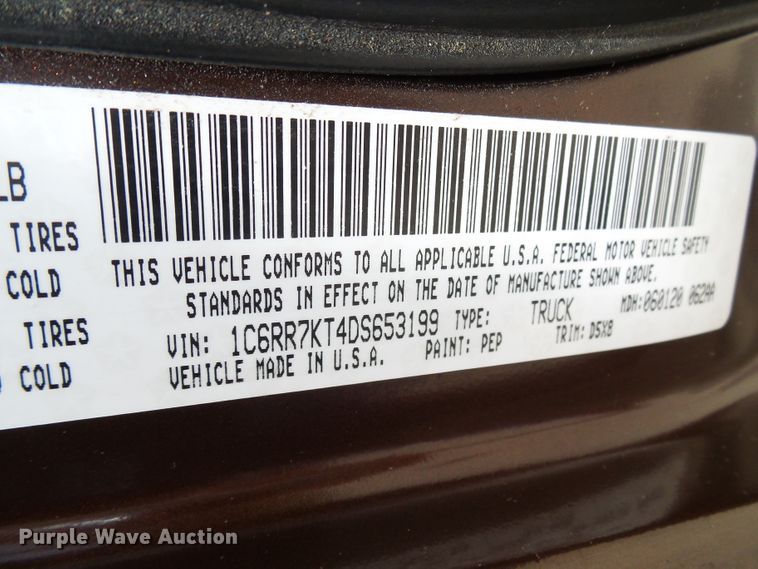 LB
TIRES
COLD
TIRES
COLD
THIS VEHICLE CONFORMS TO ALL APPLICABLE U.S.A. FEDERAL MOTOR VEHICLE SAFETY
STANDARDS IN EFFECT ON THE DATE OF MANUFACTURE SHOWN ABOVE.
VIN: 1C6RR7KT4DS653199 TYPE: TRUCK MDH: 060120 062AA
VEHICLE MADE IN U.S.A. PAINT: PEP TRIM: D5X8
Purple Wave Auction